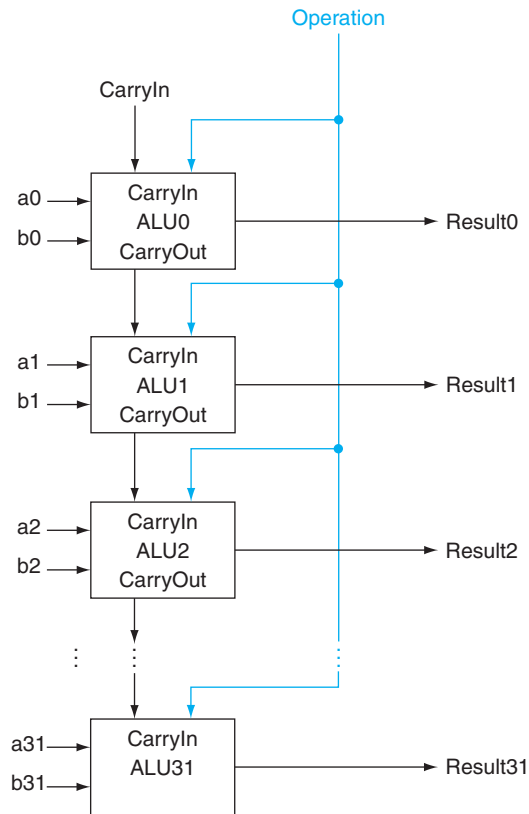 Operation
CarryIn
a0
b0
CarryIn
ALU0
CarryOut
Result0
a1
b1
CarryIn
ALU1
CarryOut
Result1
a2
b2
CarryIn
ALU2
CarryOut
Result2
a31
b31
CarryIn
ALU31
Result31